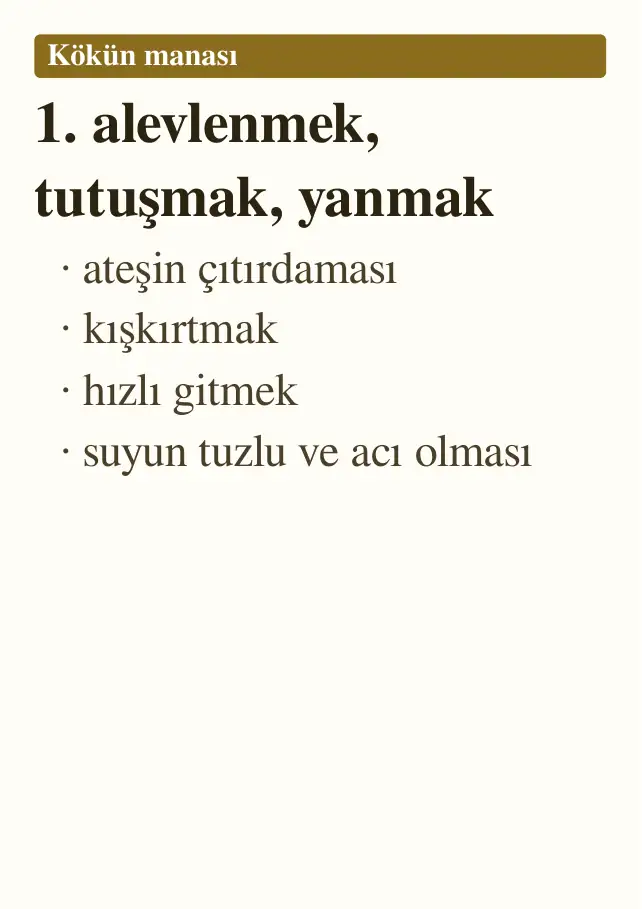 Kökün manası
1. alevlenmek,
tutuşmak, yanmak
· ateşin çıtırdaması
· kışkırtmak
· hızlı gitmek
· suyun tuzlu ve acı olması